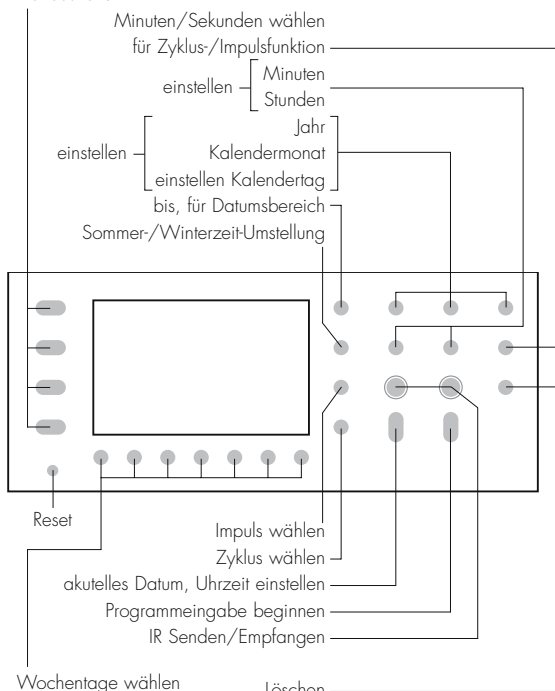 Minuten/Sekunden wählen
für Zyklus-/Impulsfunktion
einstellen
Minuten
Stunden
einstellen
Jahr
Kalendermonat
einstellen Kalendertag
bis, für Datumsbereich
Sommer-/Winterzeit-Umstellung
Reset
Impuls wählen
Zyklus wählen
akutelles Datum, Uhrzeit einstellen
Programmeingabe beginnen
IR Senden/Empfangen
Wochentage wählen
Löschen